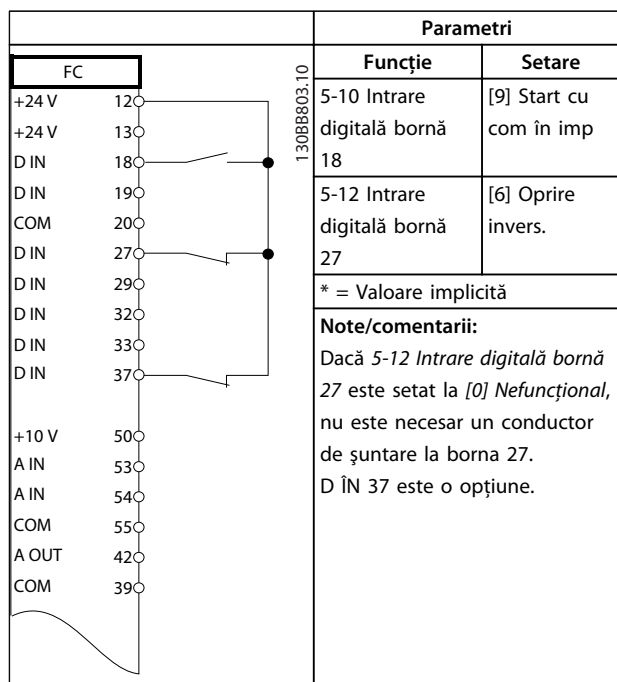 FC
+24 V 12
+24 V 13
D IN 18
D IN 19
COM 20
D IN 27
D IN 29
D IN 32
D IN 33
D IN 37
+10 V 50
A IN 53
A IN 54
COM 55
A OUT 42
COM 39
130BB803.10
Parametri
Funcție Setare
5-10 Intrare [9] Start cu
digitală bornă com în imp
18
5-12 Intrare [6] Oprire
digitală bornă invers.
27
* = Valoare implicită
Note/comentarii:
Dacă 5-12 Intrare digitală bornă
27 este setat la [0] Nefuncțional,
nu este necesar un conductor
de şuntare la borna 27.
D ÎN 37 este o opțiune.